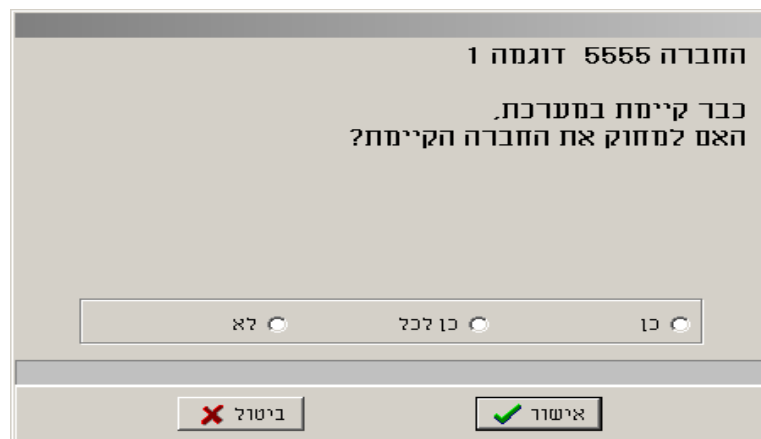 החברה 5555 דוגמה 1
כבר קיימת במערכת,
האם למחוק את החברה הקיימת?
כן
כן לכל
לא
אישור
ביטול